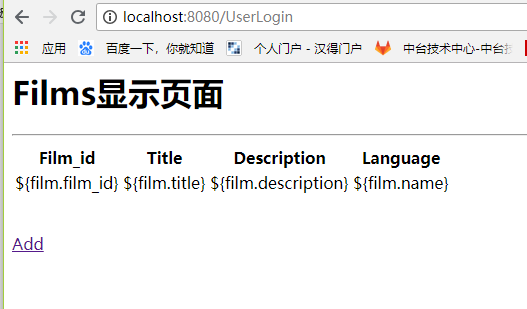 localhost:8080/UserLogin
应用 百度一下，你就知道 个人门户 - 汉得门户 中台技术中心-中台技
Films显示页面
Film_id Title Description Language
${film.film_id} ${film.title} ${film.description} ${film.name}
Add